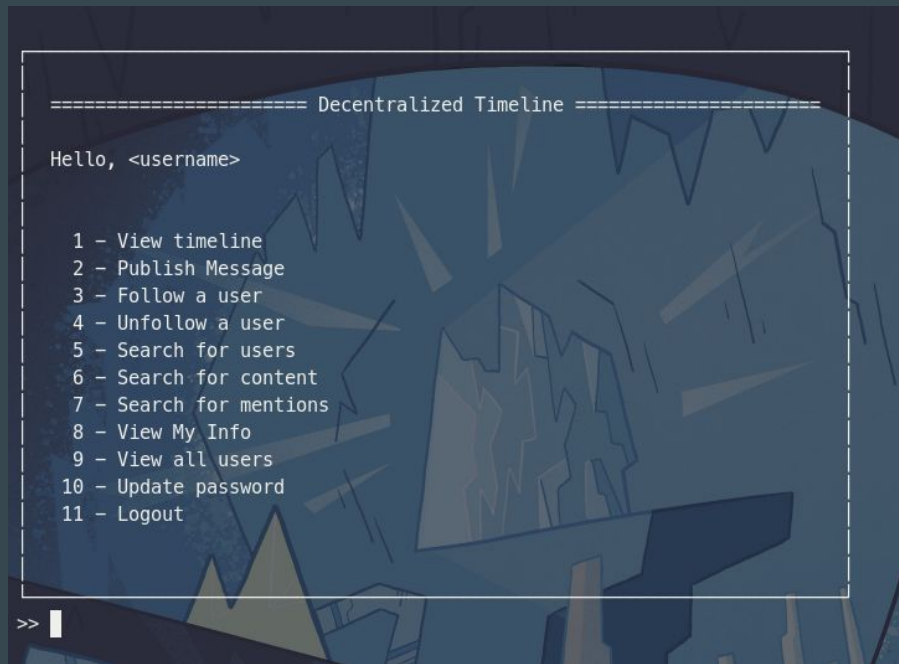 ======================= Decentralized Timeline ======================
Hello, <username>
1 - View timeline
2 - Publish Message
3 - Follow a user
4 - Unfollow a user
5 - Search for users
6 - Search for content
7 - Search for mentions
8 - View My Info
9 - View all users
10 - Update password
11 - Logout
>>